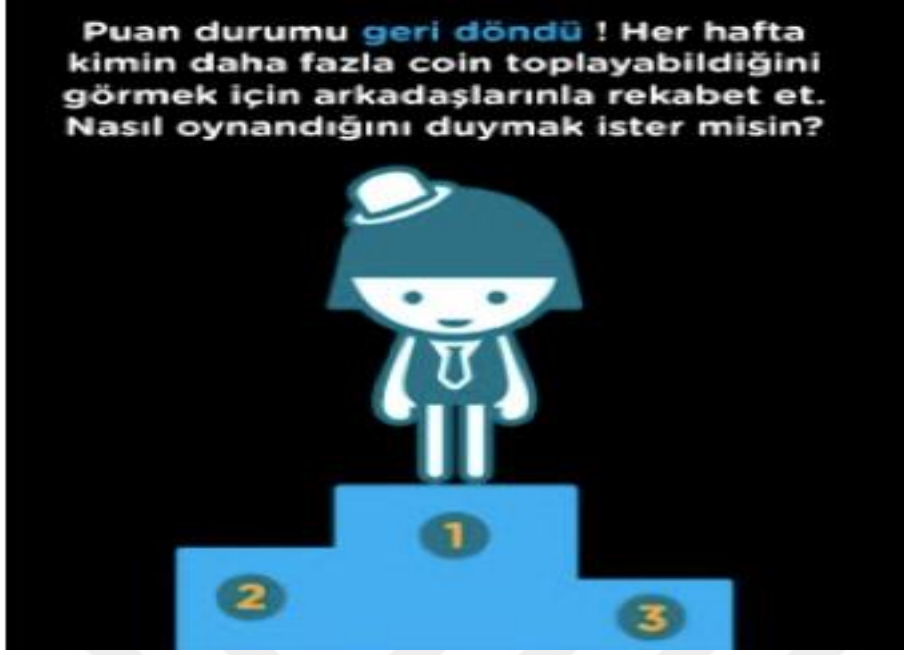 Puan durumu geri döndü ! Her hafta
kimin daha fazla coin toplayabildiğini
görmek için arkadaşlarınla rekabet et.
Nasıl oynandığını duymak ister misin?
1
2
3